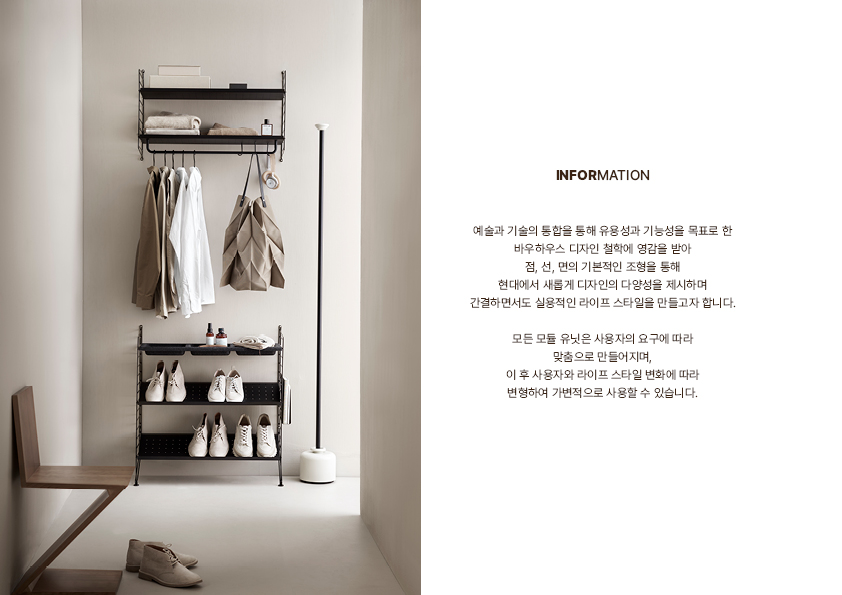 INFORMATION
예술과 기술의 통합을 통해 유용성과 기능성을 목표로 한
바우하우스 디자인 철학에 영감을 받아
점, 선, 면의 기본적인 조형을 통해
현대에서 새롭게 디자인의 다양성을 제시하며
간결하면서도 실용적인 라이프 스타일을 만들고자 합니다.
모든 모듈 유닛은 사용자의 요구에 따라
맞춤으로 만들어지며,
이 후 사용자와 라이프 스타일 변화에 따라
변형하여 가변적으로 사용할 수 있습니다.